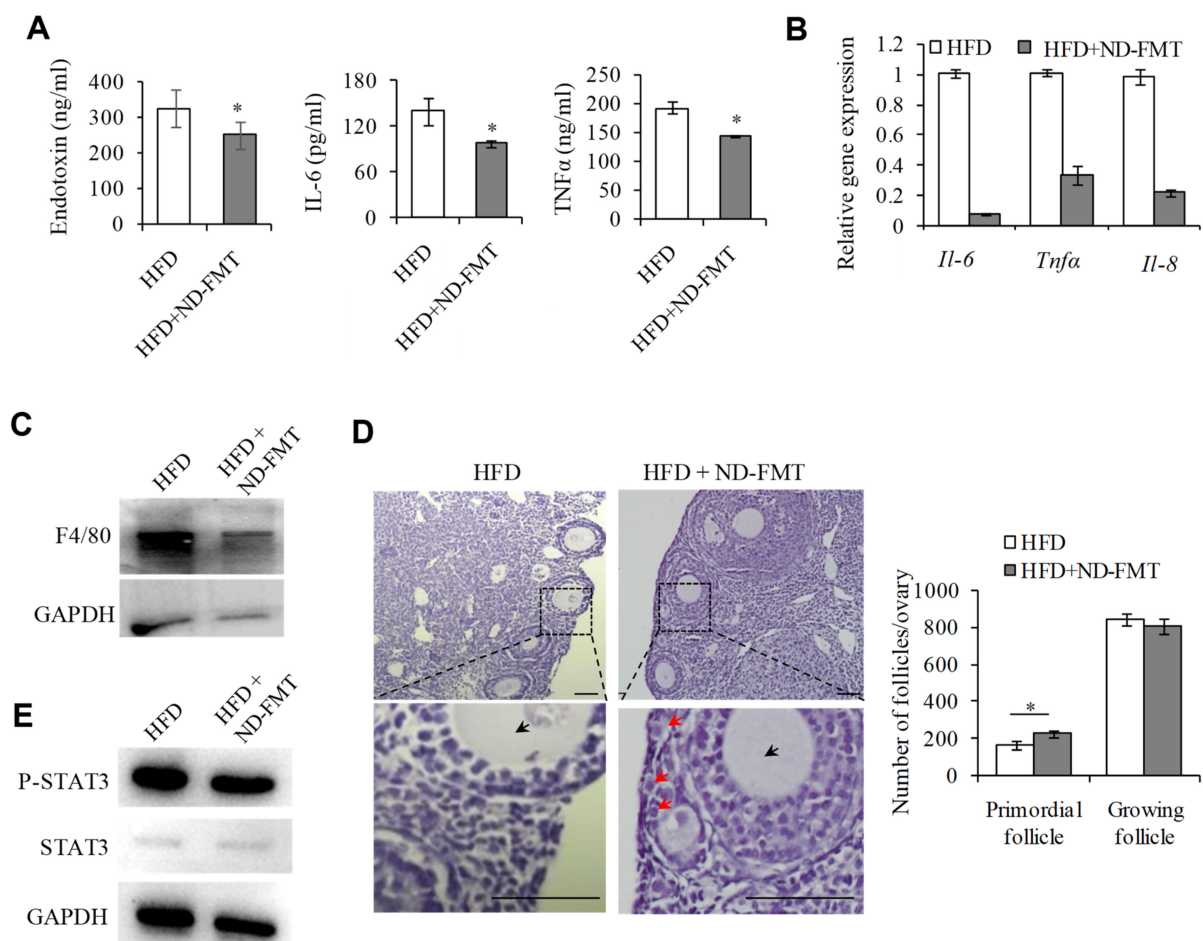 A
Endotoxin (ng/ml)
400
300
200
100
0
*
HFD
HFD+ND-FMT
IL-6 (pg/ml)
180
150
120
90
60
30
0
*
HFD
HFD+ND-FMT
TNFα (ng/ml)
250
200
150
100
50
0
*
HFD
HFD+ND-FMT
B
HFD
HFD+ND-FMT
Relative gene expression
1.2
1
0.8
0.6
0.4
0.2
0
Il-6
Tnfα
Il-8
C
HFD
HFD +
ND-FMT
F4/80
GAPDH
D
HFD
HFD + ND-FMT
HFD
HFD+ND-FMT
Number of follicles/ovary
1000
800
600
400
200
0
*
Primordial
follicle
Growing
follicle
E
HFD
HFD +
ND-FMT
P-STAT3
STAT3
GAPDH